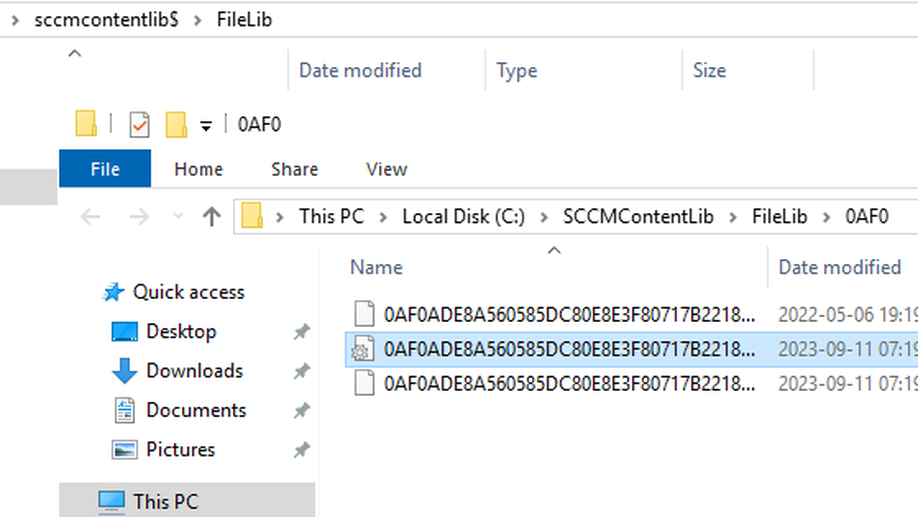 sccmcontentlib$ > FileLib
Date modified Type Size
0AF0
File Home Share View
This PC > Local Disk (C:) > SCCMContentLib > FileLib > 0AF0
Name Date modified
Quick access
0AF0ADE8A560585DC80E8E3F80717B2218... 2022-05-06 19:19
Desktop
0AF0ADE8A560585DC80E8E3F80717B2218... 2023-09-11 07:19
Downloads
0AF0ADE8A560585DC80E8E3F80717B2218... 2023-09-11 07:19
Documents
Pictures
This PC